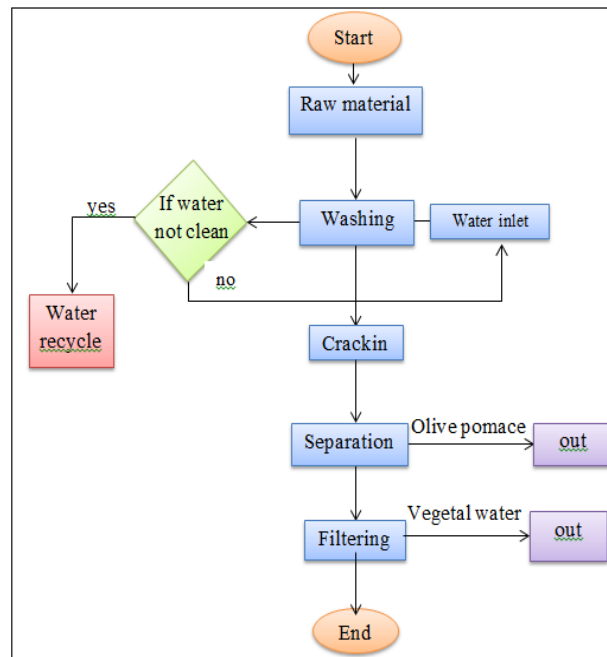 Start
Raw material
yes
If water
not clean
Washing
Water inlet
no
Water
recycle
Crackin
Separation
Olive pomace
out
Filtering
Vegetal water
out
End